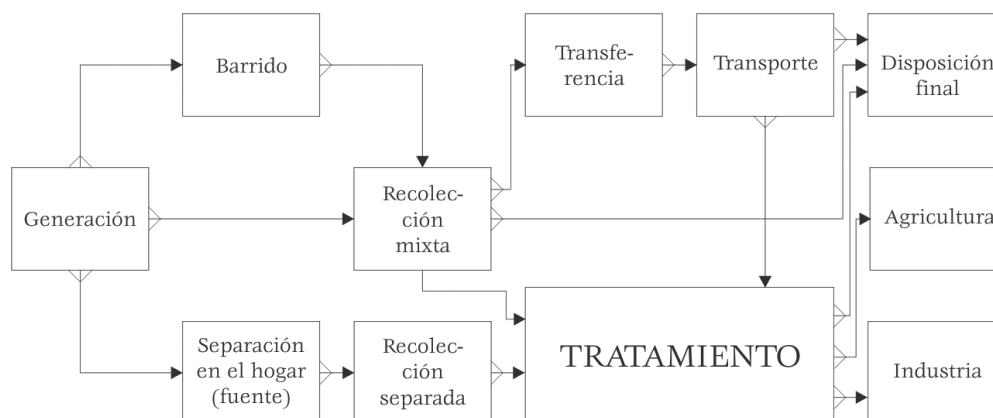 Barrido
Transfe-
rencia
Transporte
Disposición
final
Generación
Recolec-
ción
mixta
Agricultura
Separación
en el hogar
(fuente)
Recolec-
ción
separada
TRATAMIENTO
Industria